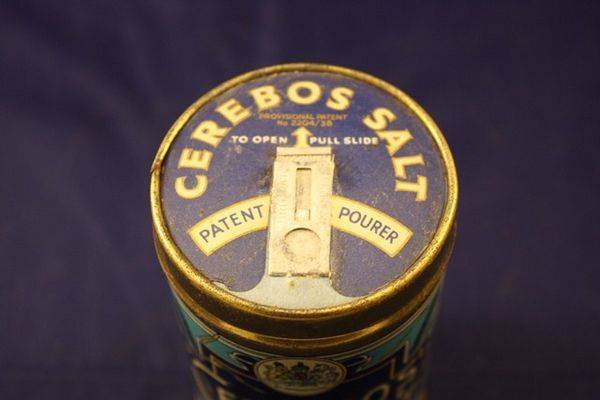 CEREBOS SALT
PROVISIONAL PATENT
No 2204/38
TO OPEN PULL SLIDE
PATENT POURER